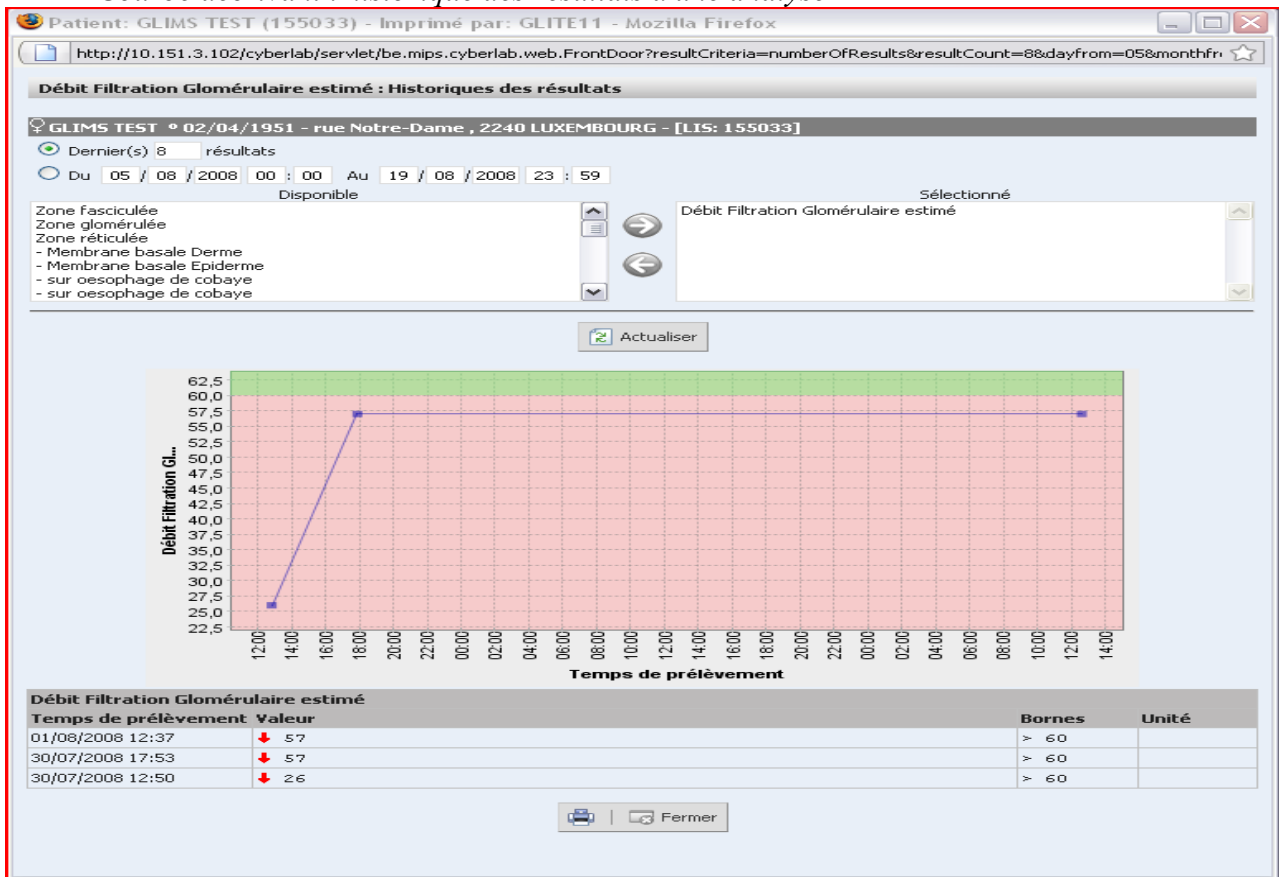 Courbe décrivant l'historique des résultats d'une analyse
Patient: GLIMS TEST (155033) - Imprimé par: GLITE11 - Mozilla Firefox
http://10.151.3.102/cyberlab/servlet/be.mips.cyberlab.web.FrontDoor?resultCriteria=numberOfResults&resultCount=8&dayfrom=05&monthfr
Débit Filtration Glomérulaire estimé : Historiques des résultats
♀ GLIMS TEST ° 02/04/1951 - rue Notre-Dame , 2240 LUXEMBOURG - [LIS: 155033]
Dernier(s) 8 résultats
Du 05 / 08 / 2008 00 : 00 Au 19 / 08 / 2008 23 : 59
Disponible
Sélectionné
Zone fasciculée
Zone glomérulée
Zone réticulée
- Membrane basale Derme
- Membrane basale Epiderme
- sur oesophage de cobaye
- sur oesophage de cobaye
Débit Filtration Glomérulaire estimé
Actualiser
62,5
60,0
57,5
55,0
52,5
50,0
47,5
45,0
42,5
40,0
37,5
35,0
32,5
30,0
27,5
25,0
22,5
Débit Filtration Gl...
12:00 14:00 16:00 18:00 20:00 22:00 00:00 02:00 04:00 06:00 08:00 10:00 12:00 14:00 16:00 18:00 20:00 22:00 00:00 02:00 04:00 06:00 08:00 10:00 12:00 14:00
Temps de prélèvement
Débit Filtration Glomérulaire estimé
Temps de prélèvement Valeur Bornes Unité
01/08/2008 12:37 57 > 60
30/07/2008 17:53 57 > 60
30/07/2008 12:50 26 > 60
Fermer